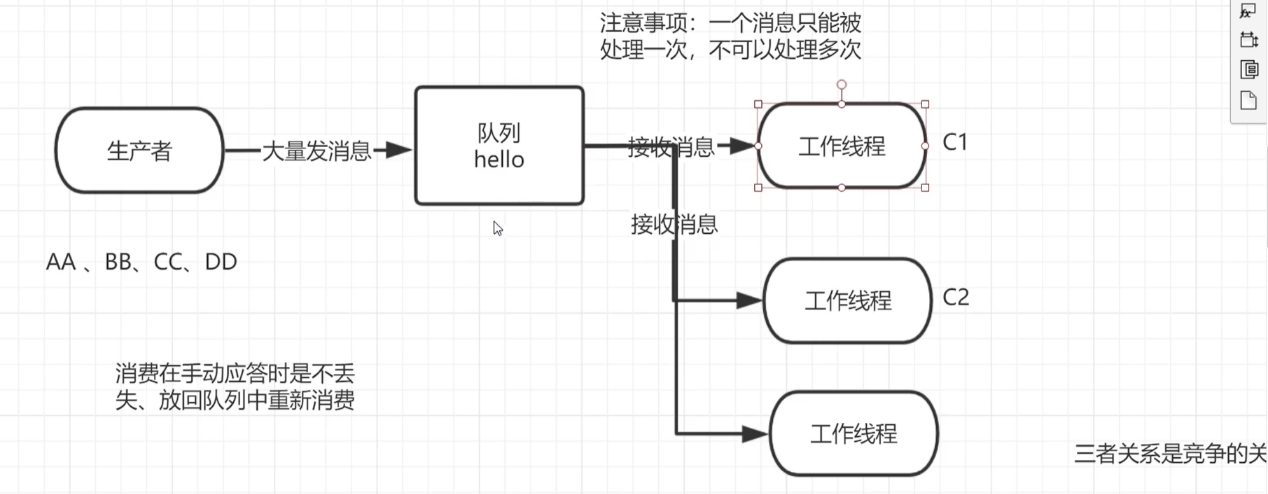 注意事项：一个消息只能被
处理一次，不可以处理多次
生产者
大量发消息
队列
hello
接收消息
工作线程
C1
接收消息
AA 、BB、CC、DD
工作线程
C2
消费在手动应答时是不丢
失、放回队列中重新消费
工作线程
三者关系是竞争的关